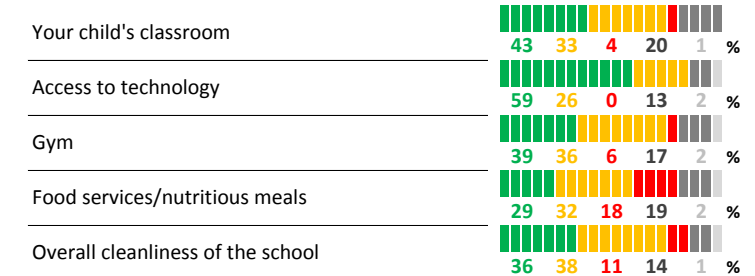 Your child's classroom
43 33 4 20 1 %
Access to technology
59 26 0 13 2 %
Gym
39 36 6 17 2 %
Food services/nutritious meals
29 32 18 19 2 %
Overall cleanliness of the school
36 38 11 14 1 %